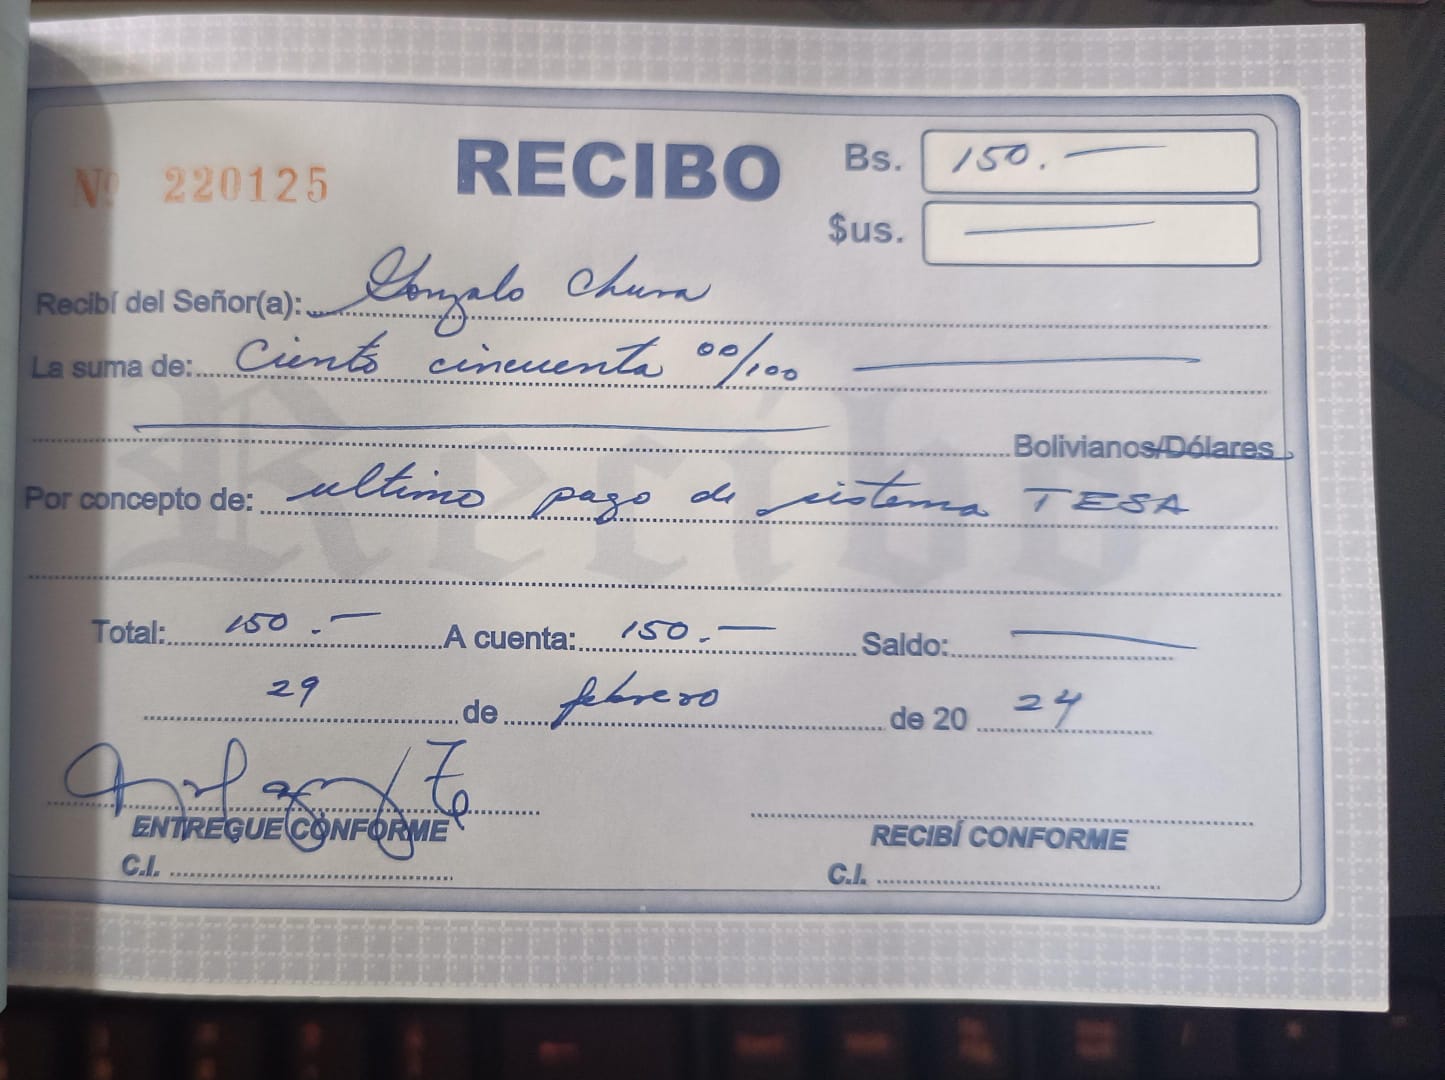 Nº 220125
RECIBO
Bs. 150.—
$us. —
Recibí del Señor(a): Gonzalo Chura
La suma de: Ciento cincuenta 00/100
Bolivianos/Dólares
Por concepto de: ultimo pago de sistema TESA
Recibo
Total: 150.— A cuenta: 150.— Saldo: —
29 de febrero de 20 24
ENTREGUE CONFORME
RECIBÍ CONFORME
C.I.
C.I.